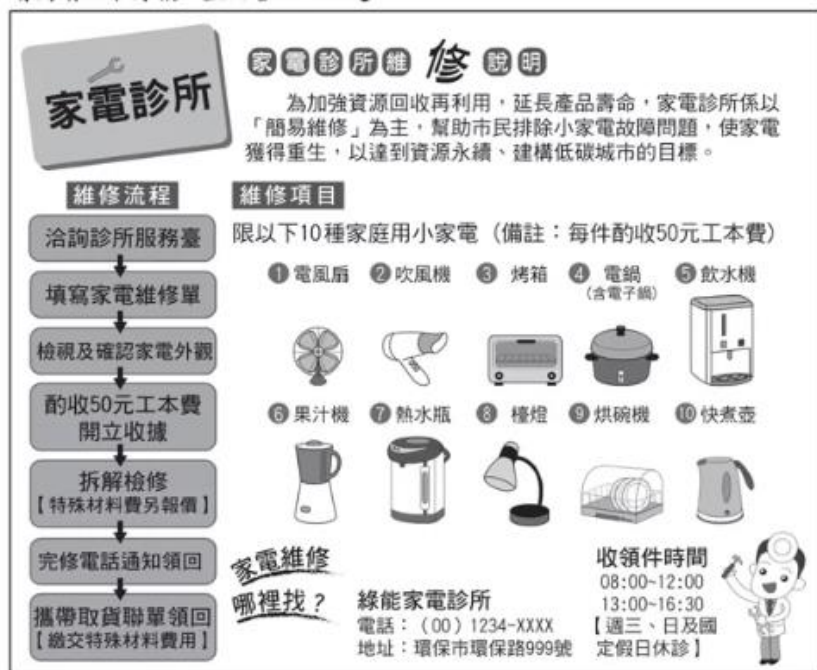 家電診所
家電診所維修說明
為加強資源回收再利用，延長產品壽命，家電診所係以
「簡易維修」為主，幫助市民排除小家電故障問題，使家電
獲得重生，以達到資源永續、建構低碳城市的目標。
維修流程
洽詢診所服務臺
填寫家電維修單
檢視及確認家電外觀
酌收50元工本費
開立收據
拆解檢修
【特殊材料費另報價】
完修電話通知領回
攜帶取貨聯單領回
【繳交特殊材料費用】
維修項目
限以下10種家庭用小家電（備註：每件酌收50元工本費）
❶電風扇 ❷吹風機 ❸烤箱 ❹電鍋 ❺飲水機
（含電子鍋）
❻果汁機 ❼熱水瓶 ❽檯燈 ❾烘碗機 ❿快煮壺
家電維修
哪裡找？
綠能家電診所
電話：（00）1234-XXXX
地址：環保市環保路999號
收領件時間
08:00~12:00
13:00~16:30
【週三、日及國
定假日休診】